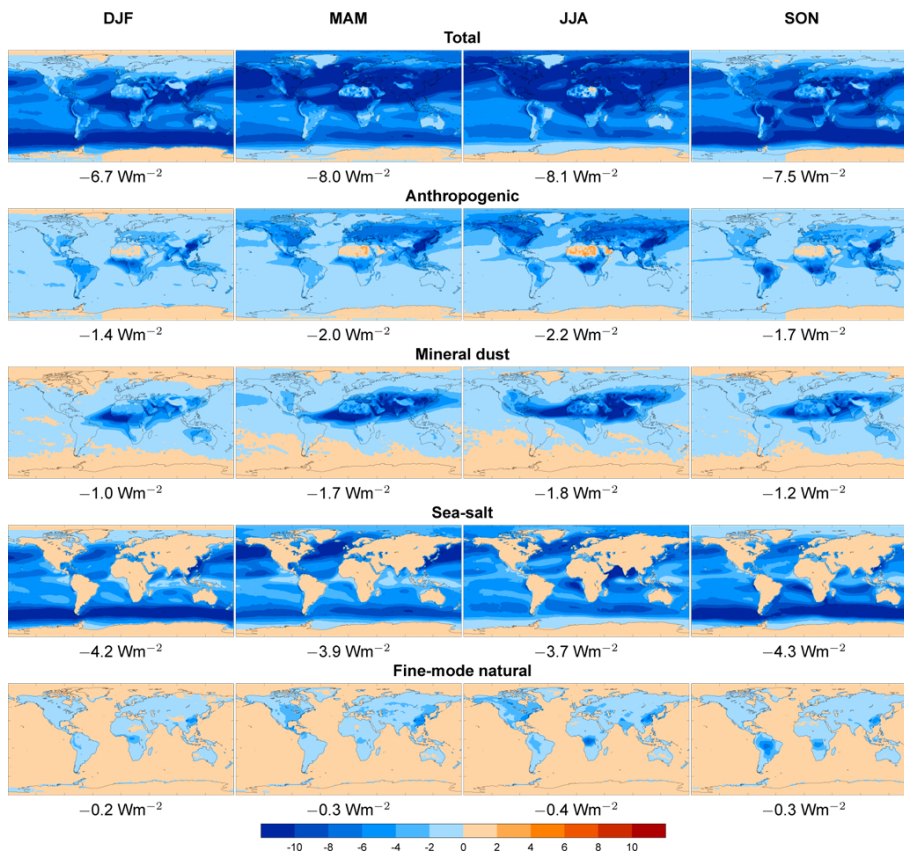 DJF MAM JJA SON
Total
−6.7 Wm−2 −8.0 Wm−2 −8.1 Wm−2 −7.5 Wm−2
Anthropogenic
−1.4 Wm−2 −2.0 Wm−2 −2.2 Wm−2 −1.7 Wm−2
Mineral dust
−1.0 Wm−2 −1.7 Wm−2 −1.8 Wm−2 −1.2 Wm−2
Sea-salt
−4.2 Wm−2 −3.9 Wm−2 −3.7 Wm−2 −4.3 Wm−2
Fine-mode natural
−0.2 Wm−2 −0.3 Wm−2 −0.4 Wm−2 −0.3 Wm−2
-10 -8 -6 -4 -2 0 2 4 6 8 10